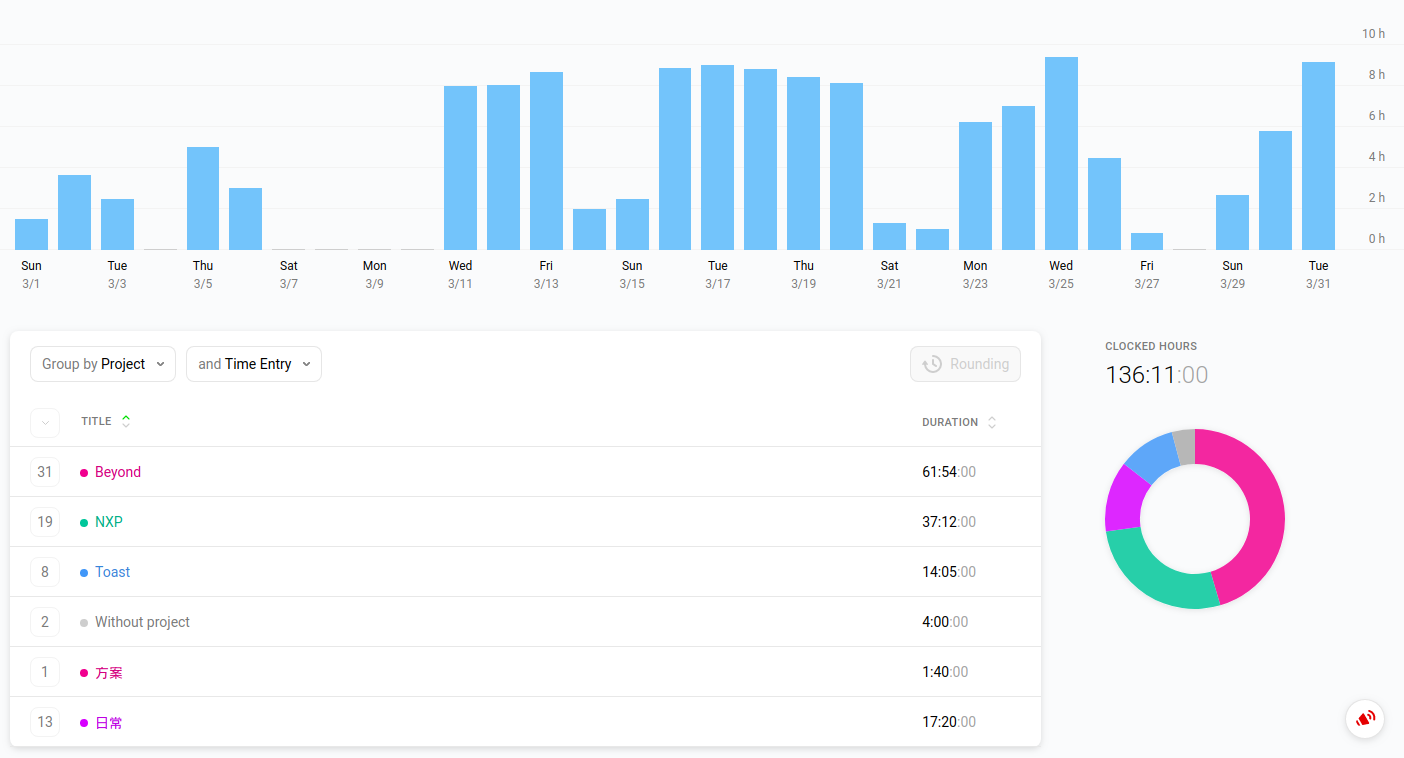 10 h
8 h
6 h
4 h
2 h
0 h
Sun Tue Thu Sat Mon Wed Fri Sun Tue Thu Sat Mon Wed Fri Sun Tue
3/1 3/3 3/5 3/7 3/9 3/11 3/13 3/15 3/17 3/19 3/21 3/23 3/25 3/27 3/29 3/31
Group by Project and Time Entry Rounding
TITLE DURATION
31 Beyond 61:54:00
19 NXP 37:12:00
8 Toast 14:05:00
2 Without project 4:00:00
1 方案 1:40:00
13 日常 17:20:00
CLOCKED HOURS
136:11:00